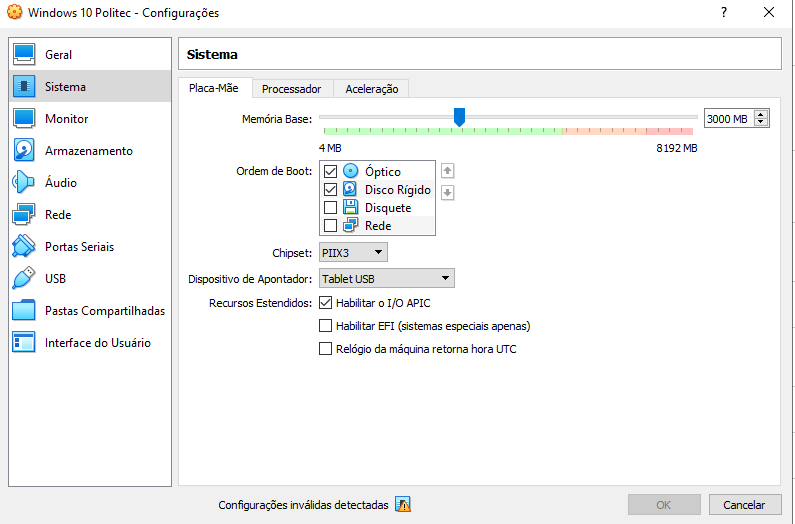 Windows 10 Politec - Configurações
Geral
Sistema
Monitor
Armazenamento
Áudio
Rede
Portas Seriais
USB
Pastas Compartilhadas
Interface do Usuário
Sistema
Placa-Mãe Processador Aceleração
Memória Base: 3000 MB
4 MB 8192 MB
Ordem de Boot: Óptico
Disco Rígido
Disquete
Rede
Chipset: PIIX3
Dispositivo de Apontador: Tablet USB
Recursos Estendidos: Habilitar o I/O APIC
Habilitar EFI (sistemas especiais apenas)
Relógio da máquina retorna hora UTC
Configurações inválidas detectadas OK Cancelar